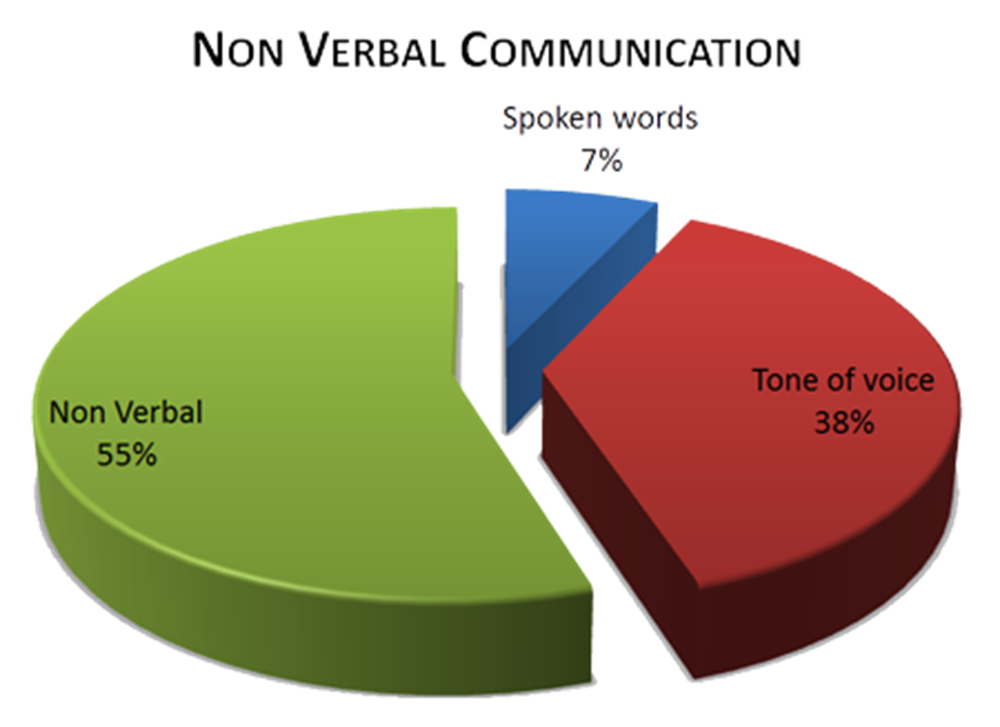 NON VERBAL COMMUNICATION
Spoken words
7%
Tone of voice
38%
Non Verbal
55%